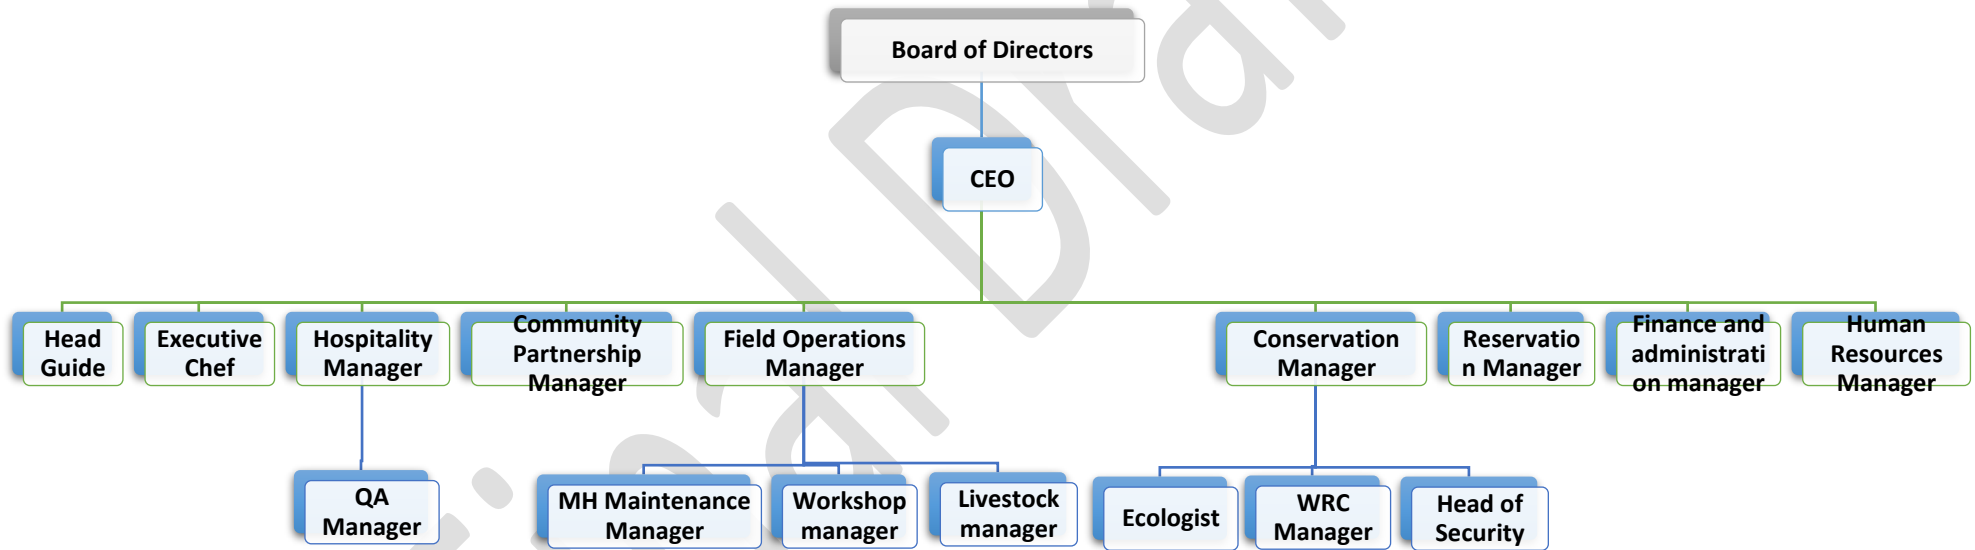 Board of Directors
CEO
Head
Guide
Executive
Chef
Hospitality
Manager
Community
Partnership
Manager
Field Operations
Manager
Conservation
Manager
Reservatio
n Manager
Finance and
administrati
on manager
Human
Resources
Manager
QA
Manager
MH Maintenance
Manager
Workshop
manager
Livestock
manager
Ecologist
WRC
Manager
Head of
Security